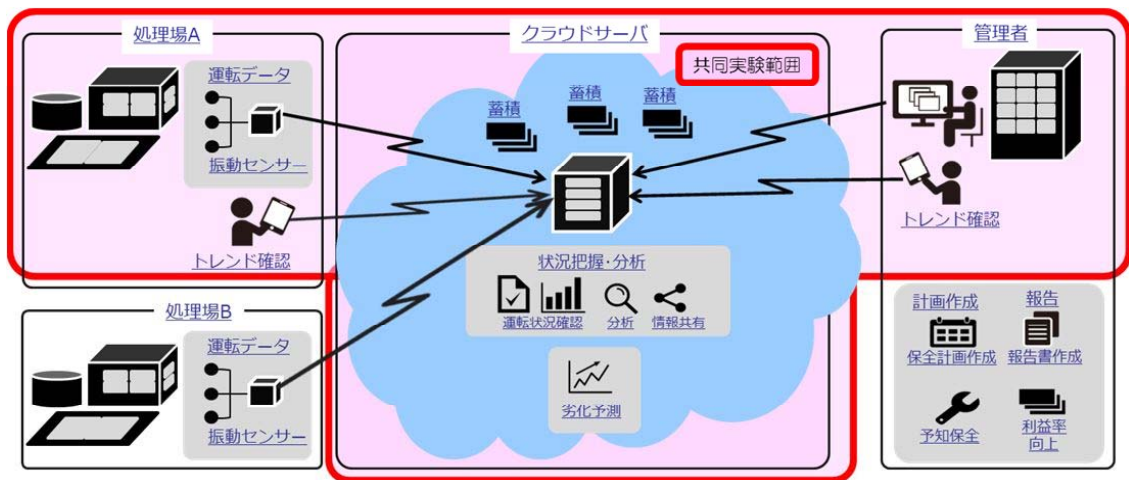 処理場A
運転データ
振動センサー
トレンド確認
処理場B
運転データ
振動センサー
クラウドサーバ
共同実験範囲
蓄積
蓄積
蓄積
状況把握・分析
運転状況確認
分析
情報共有
劣化予測
管理者
トレンド確認
計画作成
報告
保全計画作成
報告書作成
予知保全
利益率
向上